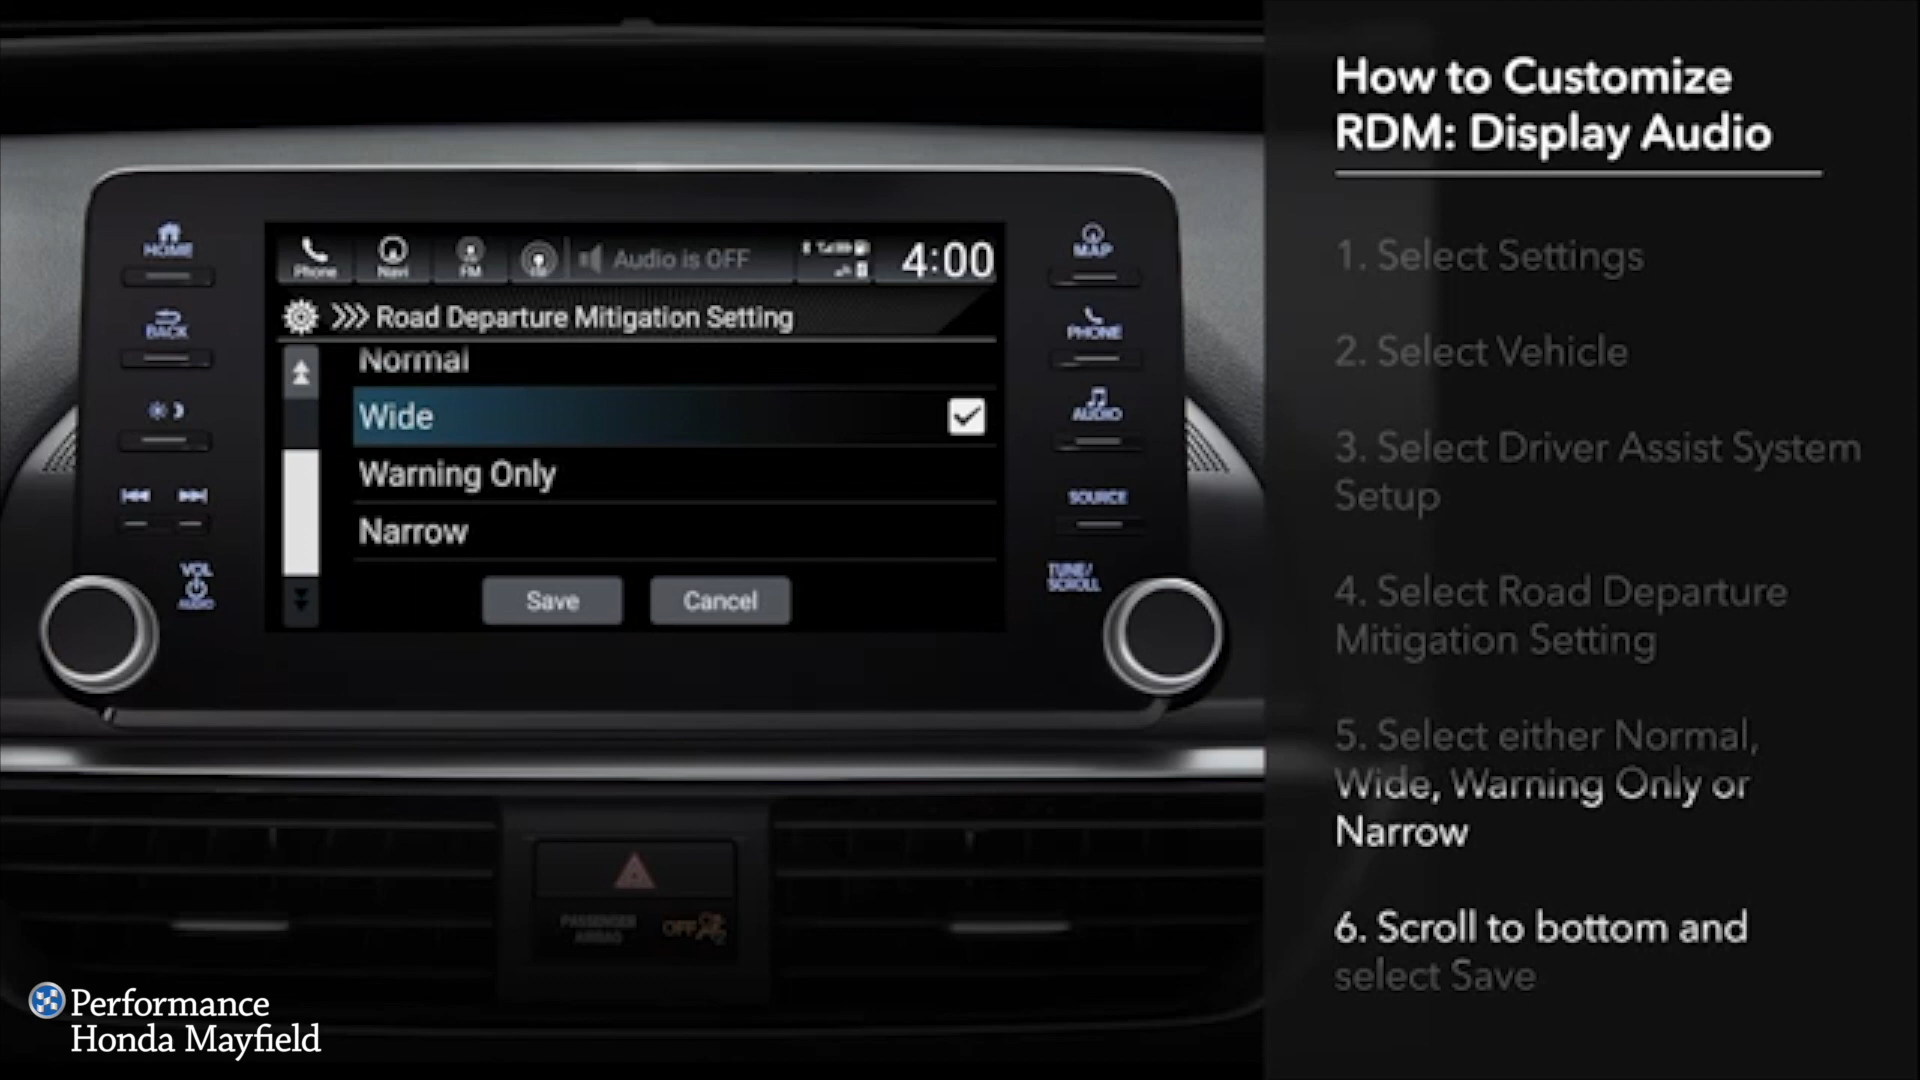 How to Customize
RDM: Display Audio
1. Select Settings
2. Select Vehicle
3. Select Driver Assist System
Setup
4. Select Road Departure
Mitigation Setting
5. Select either Normal,
Wide, Warning Only or
Narrow
6. Scroll to bottom and
select Save
HOME
BACK
VOL
AUDIO
Phone
Navi
FM
Audio is OFF
4:00
Road Departure Mitigation Setting
Normal
Wide
Warning Only
Narrow
Save
Cancel
MAP
PHONE
AUDIO
SOURCE
TUNE/
SCROLL
PASSENGER
AIRBAG
OFF
Performance
Honda Mayfield